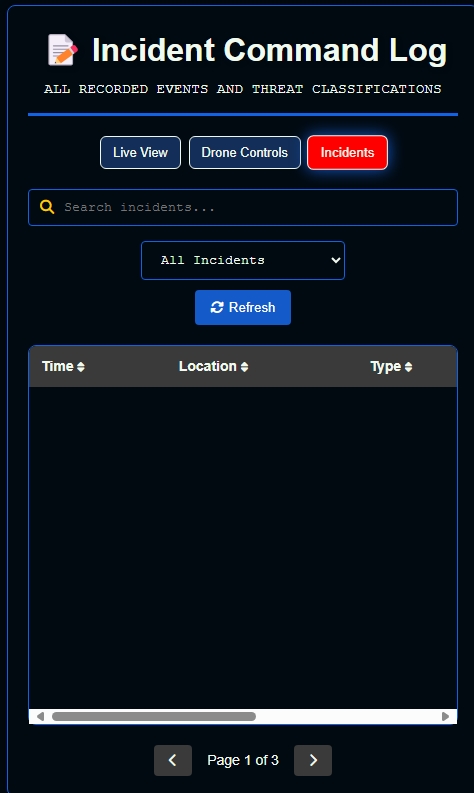 Incident Command Log
ALL RECORDED EVENTS AND THREAT CLASSIFICATIONS
Live View Drone Controls Incidents
Search incidents...
All Incidents
Refresh
Time Location Type
Page 1 of 3